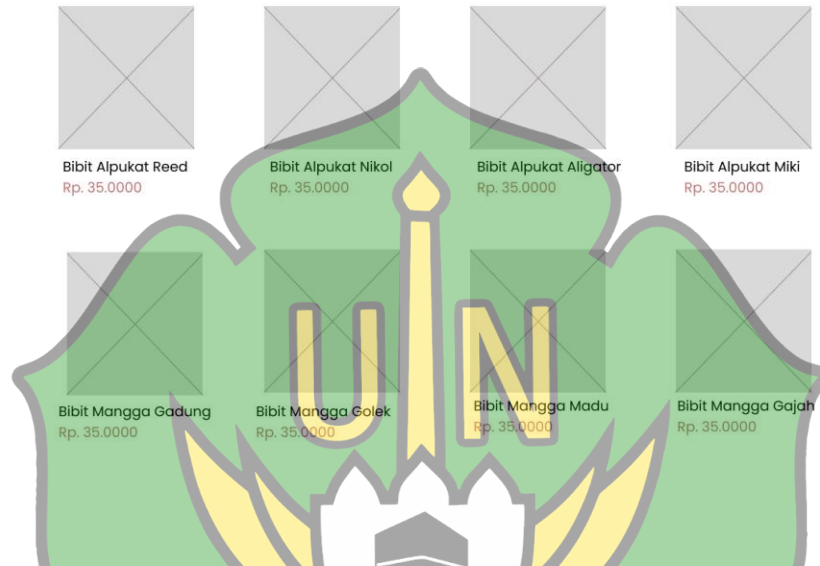 Bibit Alpukat Reed
Rp. 35.0000
Bibit Alpukat Nikol
Rp. 35.0000
Bibit Alpukat Aligator
Rp. 35.0000
Bibit Alpukat Miki
Rp. 35.0000
UIN
Bibit Mangga Gadung
Rp. 35.0000
Bibit Mangga Golek
Rp. 35.0000
Bibit Mangga Madu
Rp. 35.0000
Bibit Mangga Gajah
Rp. 35.0000